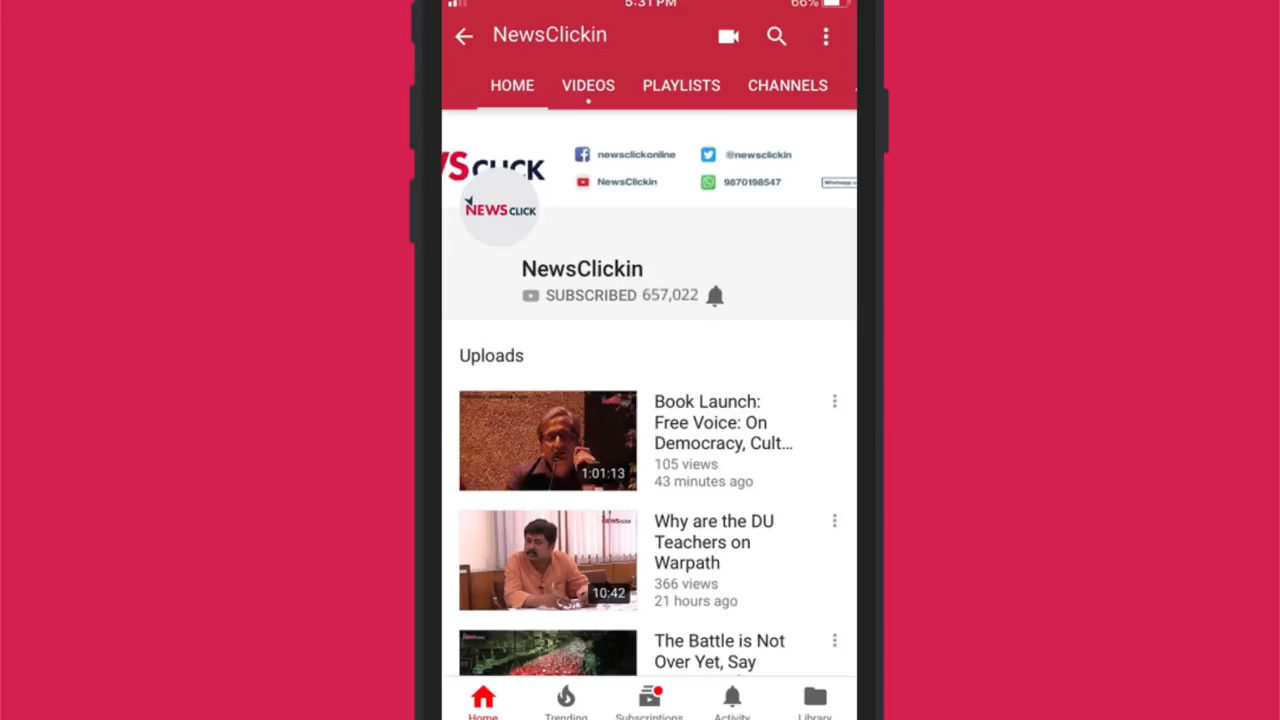 5:31 PM
66%
NewsClickin
HOME VIDEOS PLAYLISTS CHANNELS
S CLICK
newsclickonline
@newsclickin
NewsClickin
9870198547
Whatsapp
NEWS CLICK
NewsClickin
SUBSCRIBED 657,022
Uploads
Book Launch:
Free Voice: On
Democracy, Cult...
105 views
43 minutes ago
1:01:13
Why are the DU
Teachers on
Warpath
366 views
21 hours ago
NEWSCLICK
10:42
The Battle is Not
Over Yet, Say
Home Trending Subscriptions Activity Library